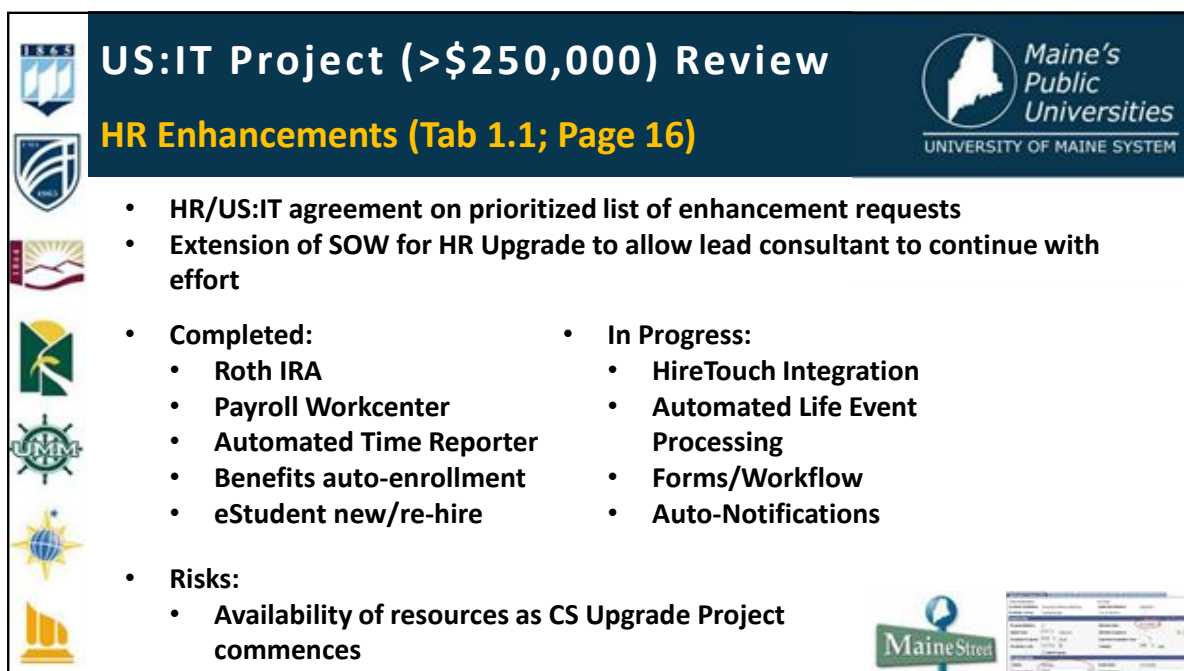 US:IT Project (>$250,000) Review
HR Enhancements (Tab 1.1; Page 16)
Maine's
Public
Universities
UNIVERSITY OF MAINE SYSTEM
1865
1965
UMM
• HR/US:IT agreement on prioritized list of enhancement requests
• Extension of SOW for HR Upgrade to allow lead consultant to continue with
effort
• Completed:
• Roth IRA
• Payroll Workcenter
• Automated Time Reporter
• Benefits auto-enrollment
• eStudent new/re-hire
• In Progress:
• HireTouch Integration
• Automated Life Event
Processing
• Forms/Workflow
• Auto-Notifications
• Risks:
• Availability of resources as CS Upgrade Project
commences
MaineStreet